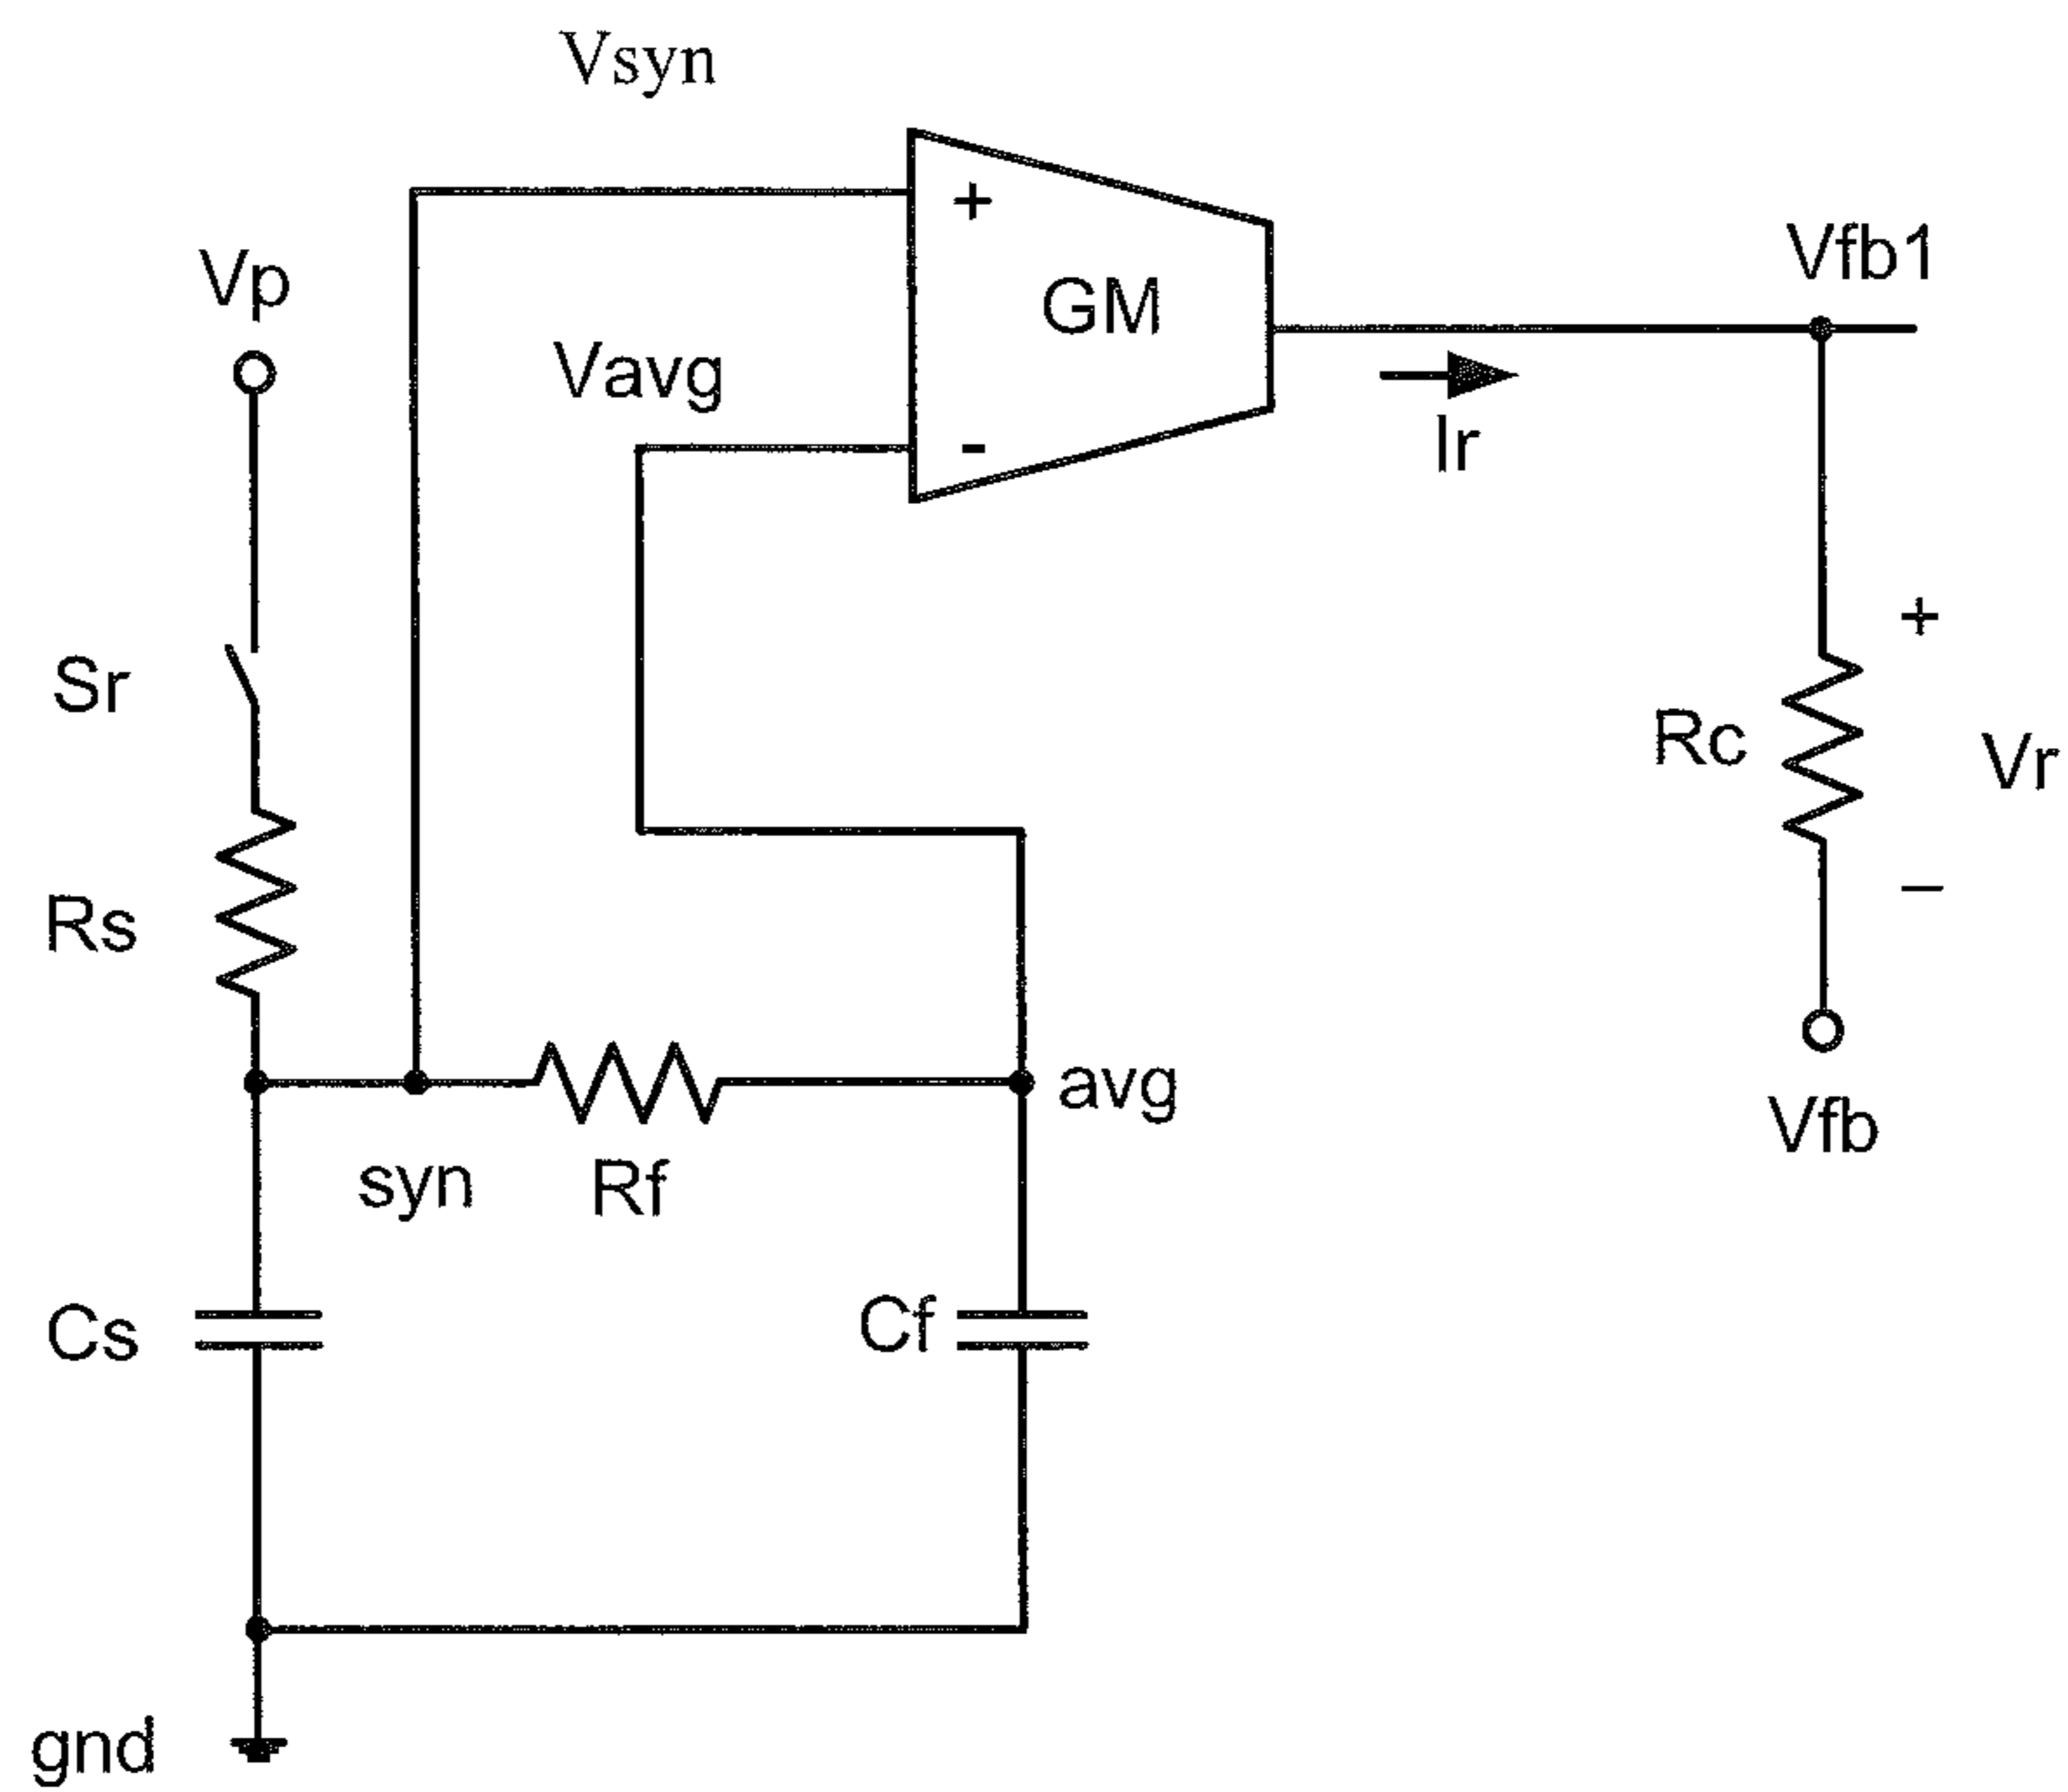 Vsyn
Vp
+
GM
Vfb1
Vavg
-
Ir
Sr
+
Rc
Vr
Rs
–
avg
Vfb
syn
Rf
Cs
Cf
gnd